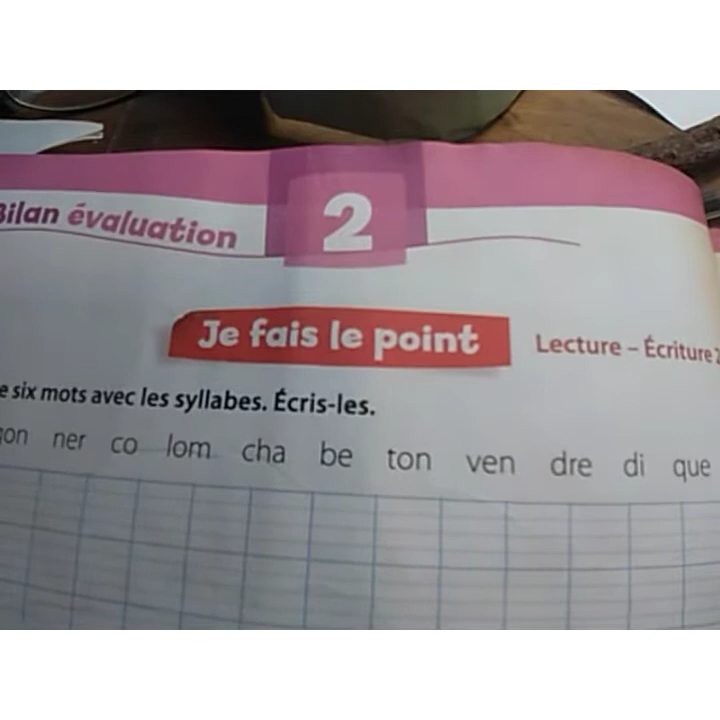 Bilan évaluation 2
Je fais le point Lecture – Écriture
six mots avec les syllabes. Écris-les.
ner co lom cha be ton ven dre di que